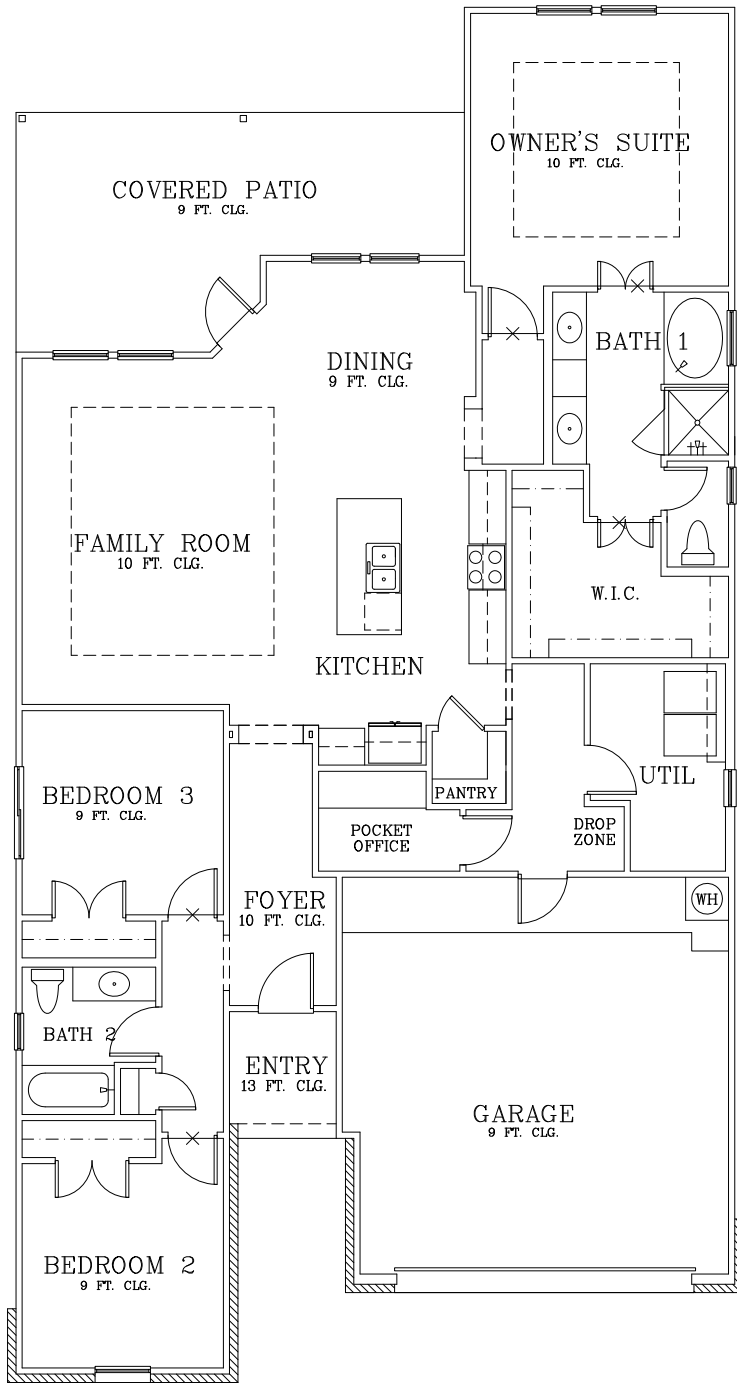 OWNER'S SUITE
10 FT. CLG.
COVERED PATIO
9 FT. CLG.
BATH 1
DINING
9 FT. CLG.
FAMILY ROOM
10 FT. CLG.
W.I.C.
KITCHEN
UTIL
PANTRY
BEDROOM 3
9 FT. CLG.
POCKET
OFFICE
DROP
ZONE
FOYER
10 FT. CLG.
WH
BATH 2
ENTRY
13 FT. CLG.
GARAGE
9 FT. CLG.
BEDROOM 2
9 FT. CLG.